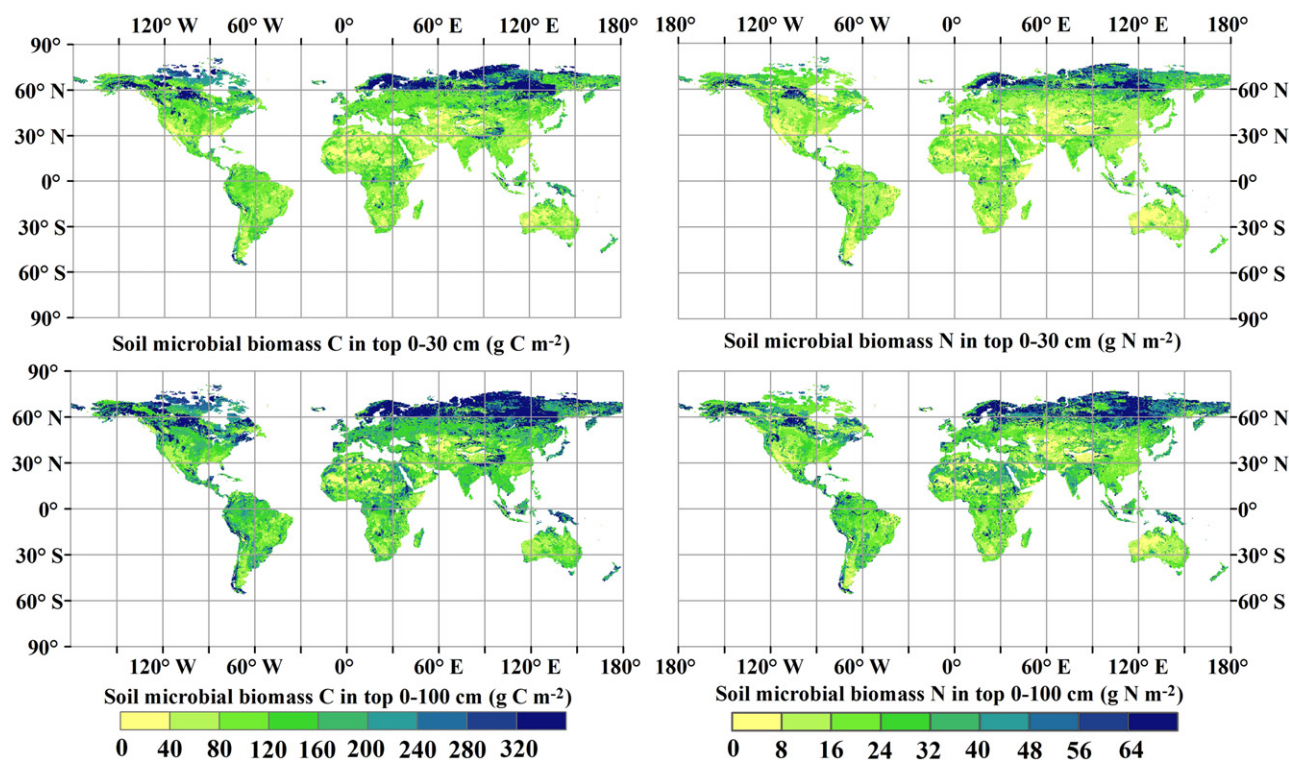 120° W 60° W 0° 60° E 120° E 180°
180° 120° W 60° W 0° 60° E 120° E 180°
90°
60° N
30° N
0°
30° S
60° S
90°
90°
60° N
30° N
0°
30° S
60° S
90°
Soil microbial biomass C in top 0-30 cm (g C m-2)
Soil microbial biomass N in top 0-30 cm (g N m-2)
90°
60° N
30° N
0°
30° S
60° S
90°
90°
60° N
30° N
0°
30° S
60° S
90°
120° W 60° W 0° 60° E 120° E 180°
180° 120° W 60° W 0° 60° E 120° E 180°
Soil microbial biomass C in top 0-100 cm (g C m-2)
Soil microbial biomass N in top 0-100 cm (g N m-2)
0 40 80 120 160 200 240 280 320
0 8 16 24 32 40 48 56 64